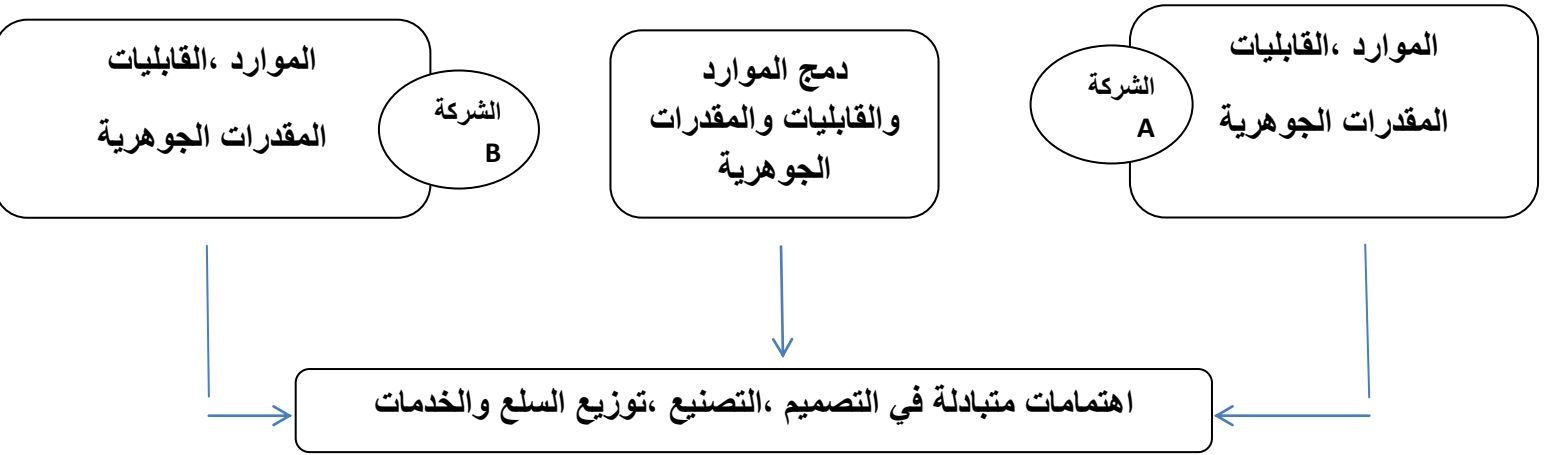 الموارد ،القابليات
المقدرات الجوهرية
الشركة
A
دمج الموارد
والقابليات والمقدرات
الجوهرية
الموارد ،القابليات
المقدرات الجوهرية
الشركة
B
اهتمامات متبادلة في التصميم ،التصنيع ،توزيع السلع والخدمات